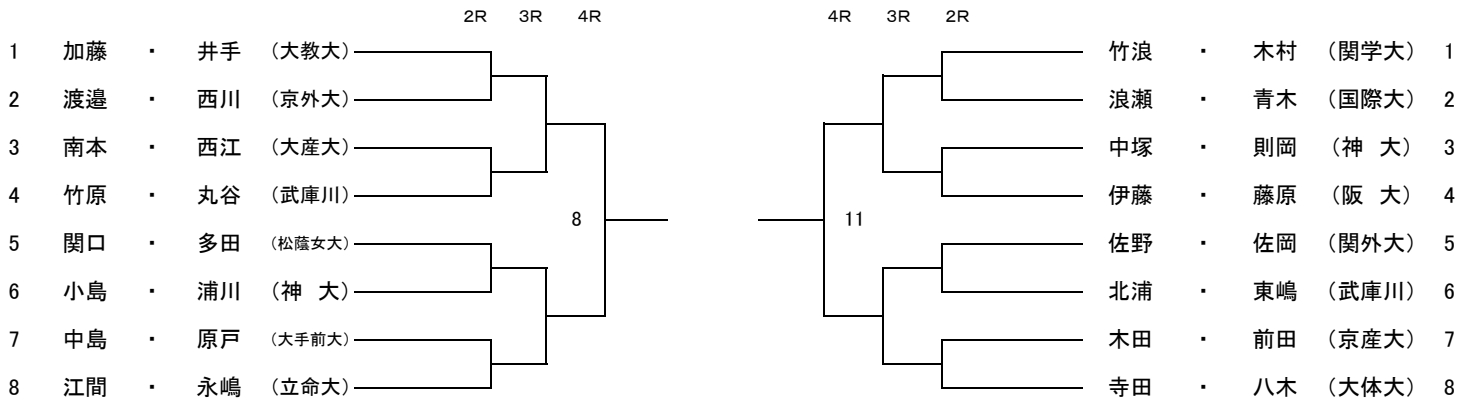 2R 3R 4R 4R 3R 2R
1 加藤 ・ 井手 (大教大) 竹浪 ・ 木村 (関学大) 1
2 渡邉 ・ 西川 (京外大) 浪瀬 ・ 青木 (国際大) 2
3 南本 ・ 西江 (大産大) 中塚 ・ 則岡 (神 大) 3
4 竹原 ・ 丸谷 (武庫川) 伊藤 ・ 藤原 (阪 大) 4
8 11
5 関口 ・ 多田 (松蔭女大) 佐野 ・ 佐岡 (関外大) 5
6 小島 ・ 浦川 (神 大) 北浦 ・ 東嶋 (武庫川) 6
7 中島 ・ 原戸 (大手前大) 木田 ・ 前田 (京産大) 7
8 江間 ・ 永嶋 (立命大) 寺田 ・ 八木 (大体大) 8